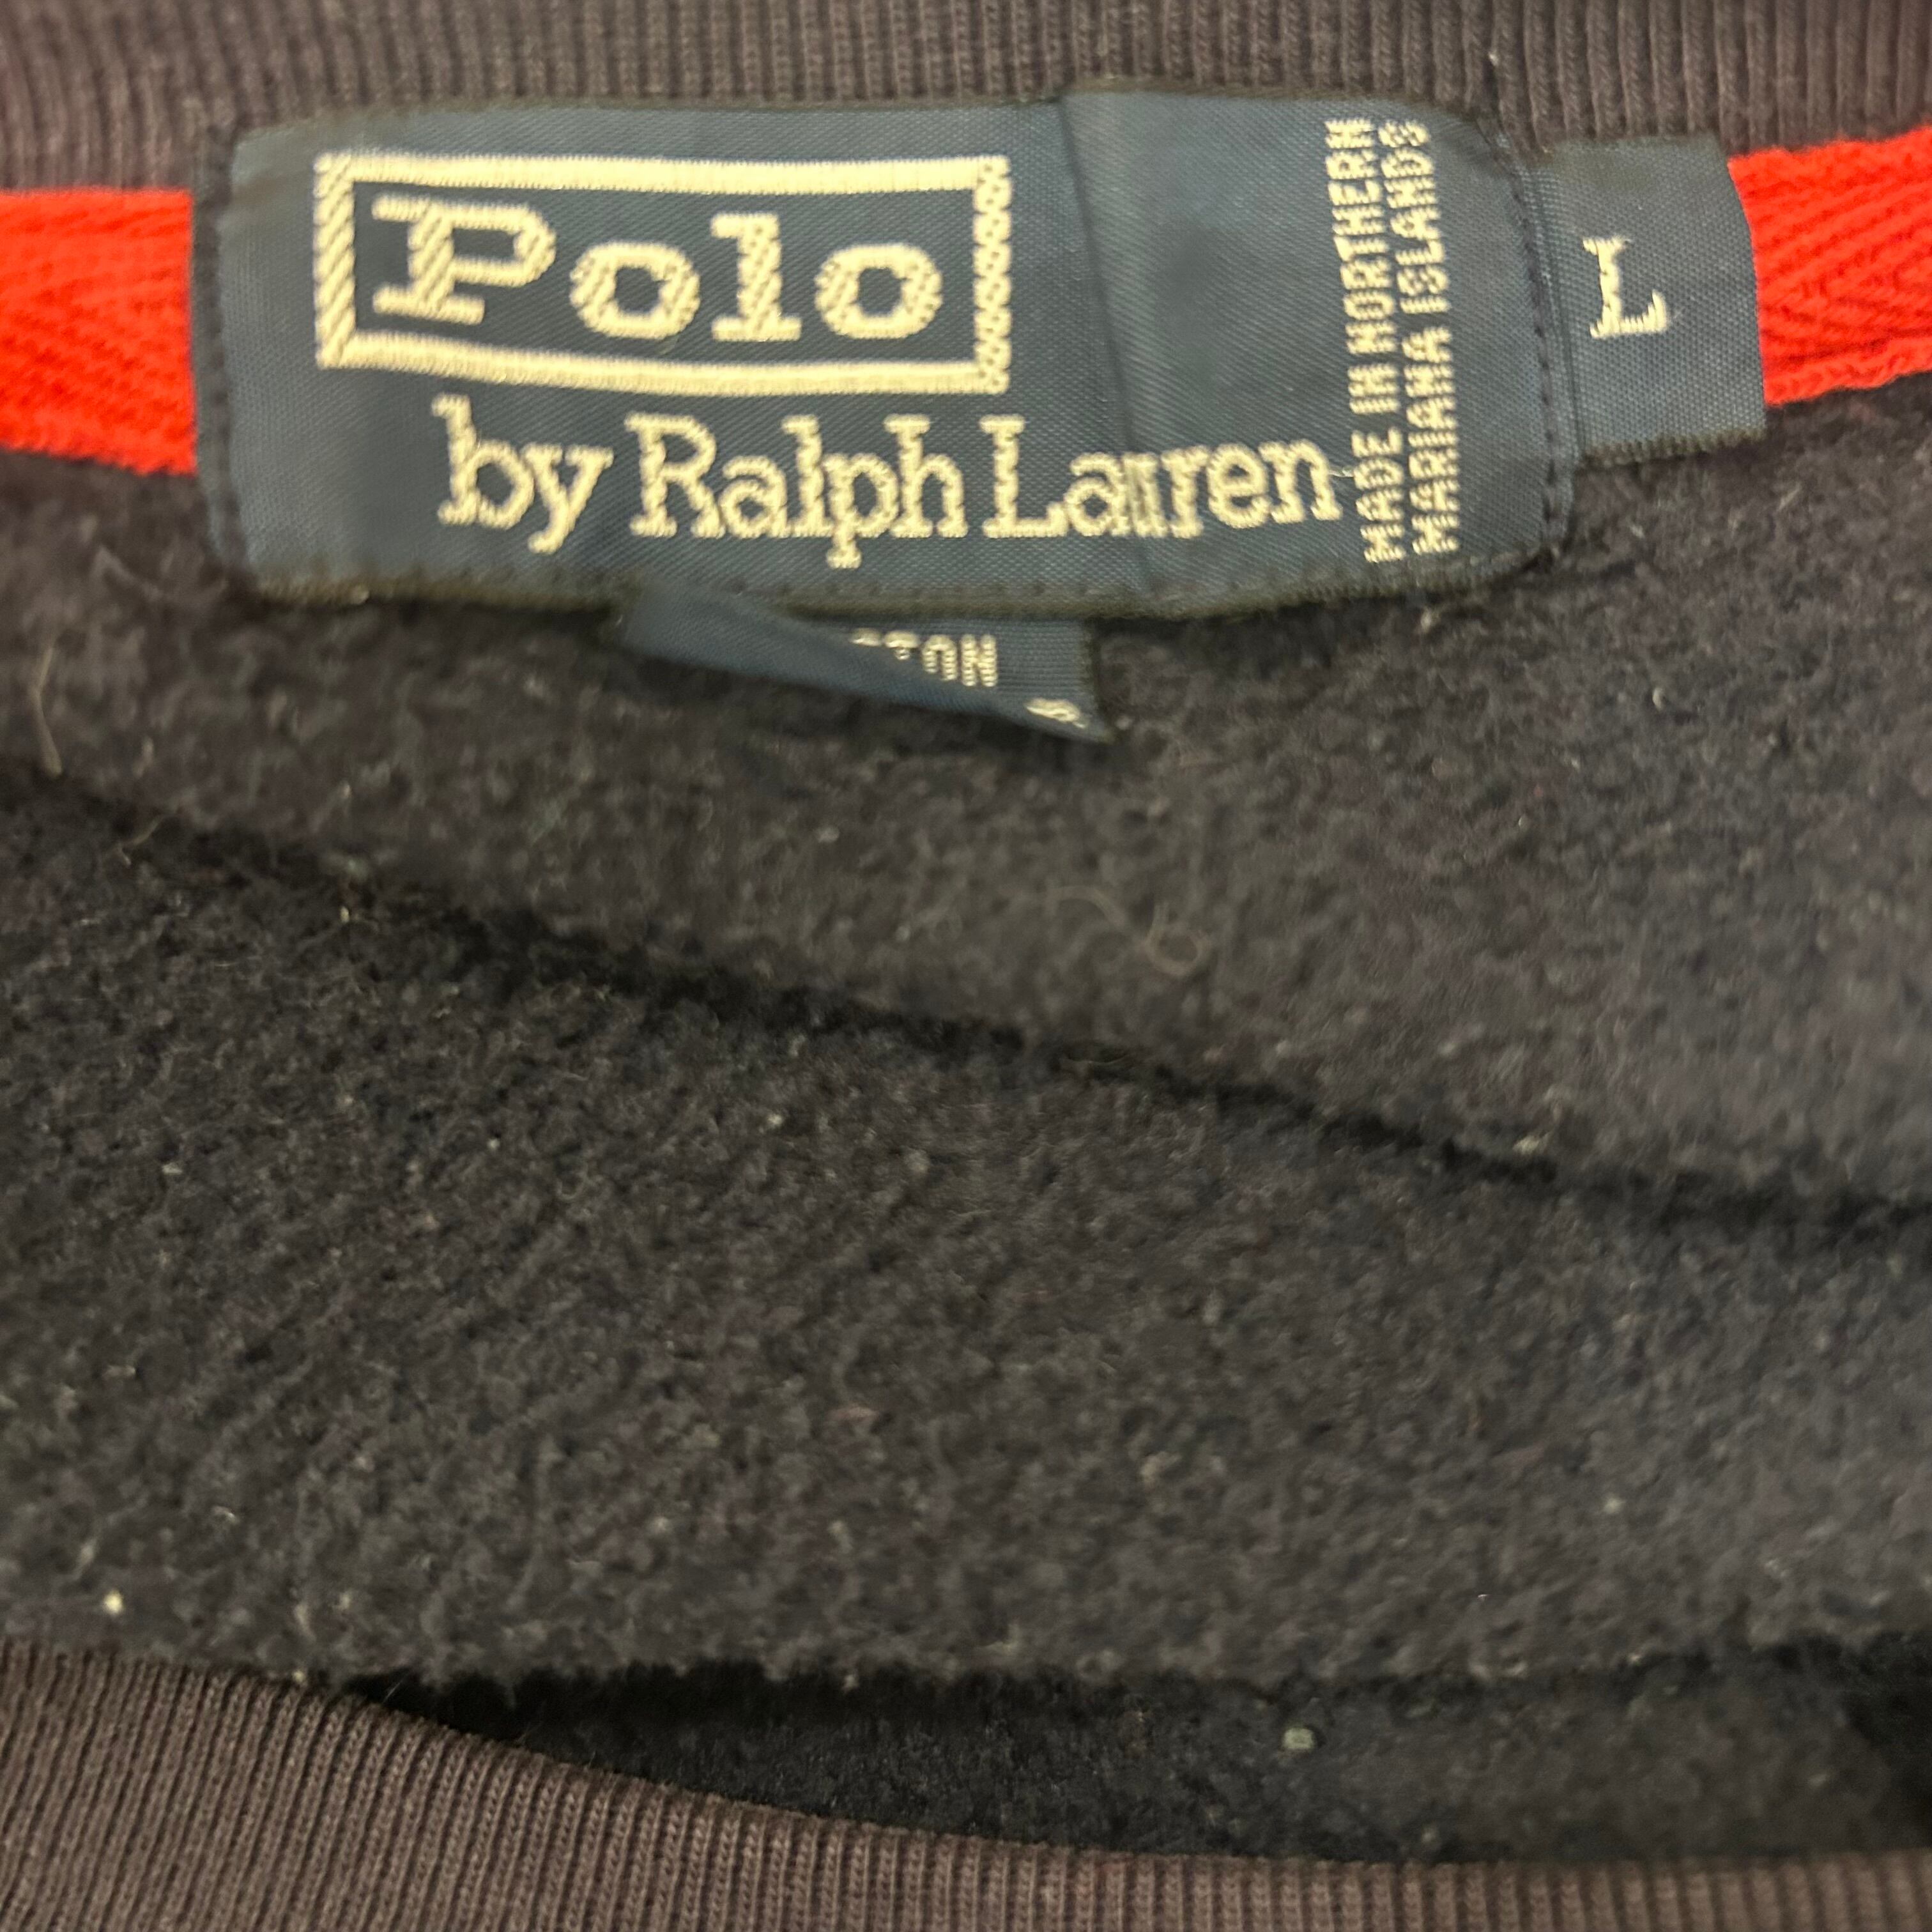 Polo
by Ralph Lauren
MADE IN NORTHERN
MARIANA ISLANDS
L